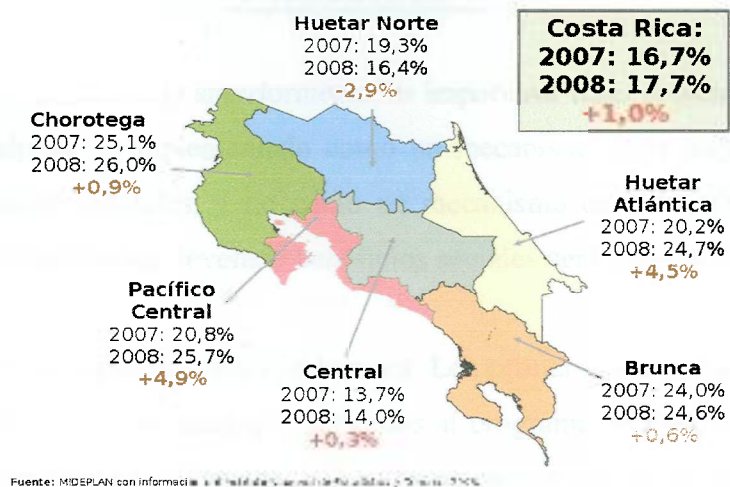 Huetar Norte
2007: 19,3%
2008: 16,4%
-2,9%
Costa Rica:
2007: 16,7%
2008: 17,7%
+1,0%
Chorotega
2007: 25,1%
2008: 26,0%
+0,9%
Huetar
Atlántica
2007: 20,2%
2008: 24,7%
+4,5%
Pacífico
Central
2007: 20,8%
2008: 25,7%
+4,9%
Central
2007: 13,7%
2008: 14,0%
+0,3%
Brunca
2007: 24,0%
2008: 24,6%
+0,6%
Fuente: MIDEPLAN con